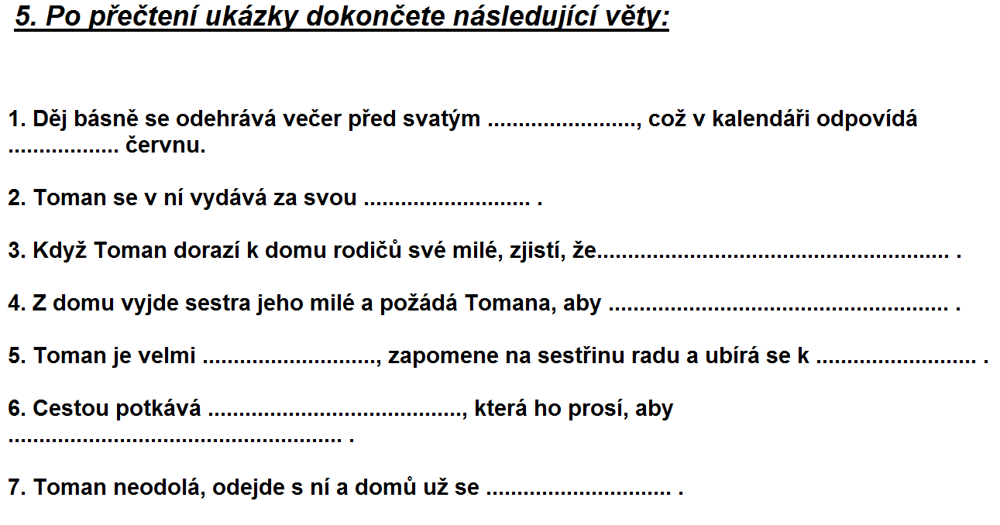 5. Po přečtení ukázky dokončete následující věty:
1. Děj básně se odehrává večer před svatým ........................, což v kalendáři odpovídá
.................. červnu.
2. Toman se v ní vydává za svou ........................... .
3. Když Toman dorazí k domu rodičů své milé, zjistí, že......................................................... .
4. Z domu vyjde sestra jeho milé a požádá Tomana, aby ....................................................... .
5. Toman je velmi ............................, zapomene na sestřinu radu a ubírá se k .......................... .
6. Cestou potkává ........................................., která ho prosí, aby
...................................................... .
7. Toman neodolá, odejde s ní a domů už se .............................. .